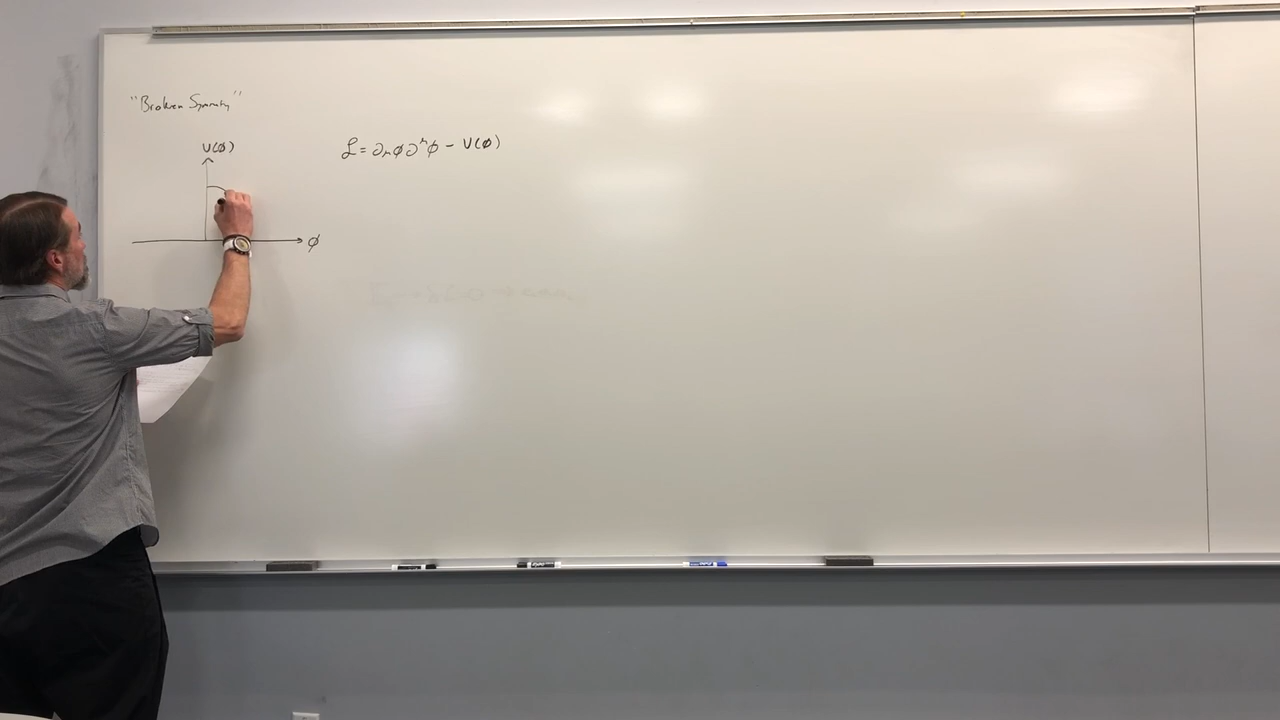 "Broken Symmetry"
U(ϕ)
ℒ = ∂μϕ∂^μϕ − U(ϕ)
ϕ